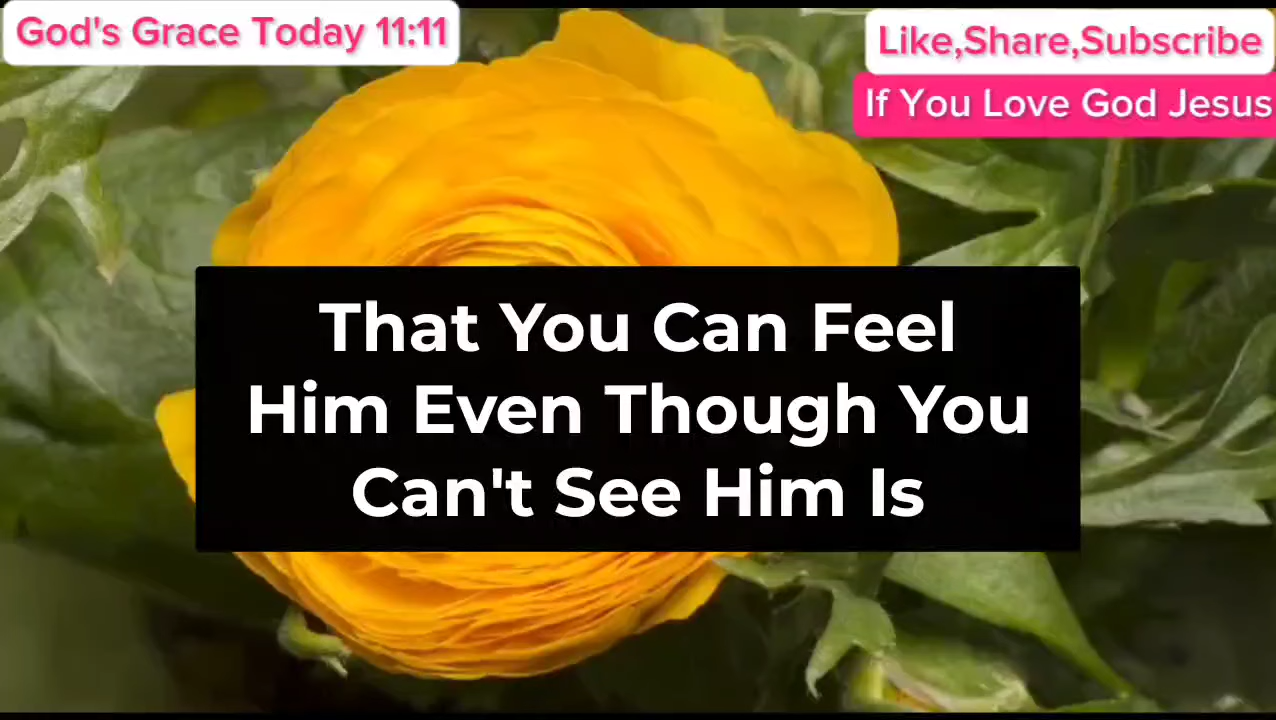 God's Grace Today 11:11
Like,Share,Subscribe
If You Love God Jesus
That You Can Feel
Him Even Though You
Can't See Him Is